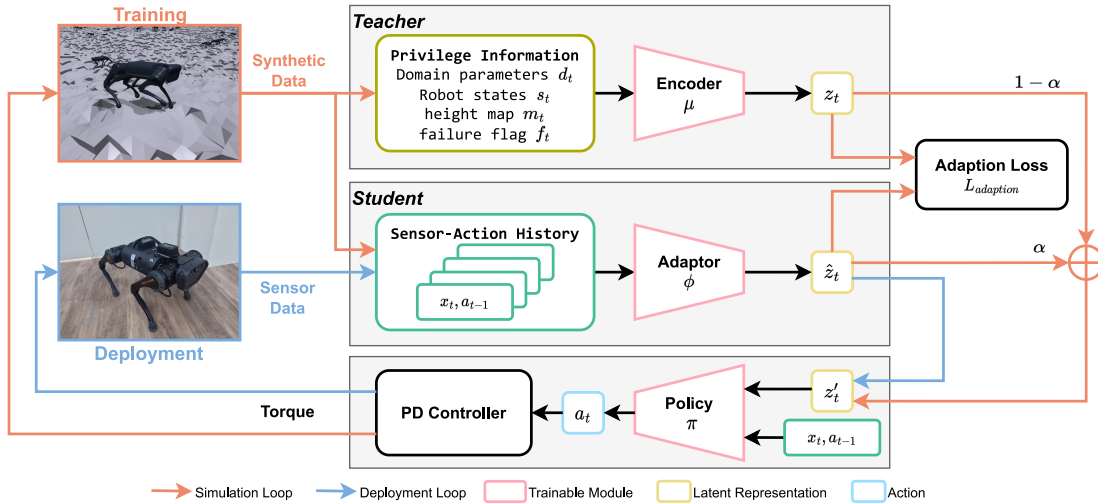 Training
Synthetic
Data
Teacher
Privilege Information
Domain parameters d_t
Robot states s_t
height map m_t
failure flag f_t
Encoder
μ
z_t
1 − α
Adaption Loss
L_adaption
Student
Sensor-Action History
x_t, a_{t−1}
Adaptor
ϕ
ẑ_t
α
Sensor
Data
Deployment
Torque
PD Controller
a_t
Policy
π
z′_t
x_t, a_{t−1}
Simulation Loop
Deployment Loop
Trainable Module
Latent Representation
Action